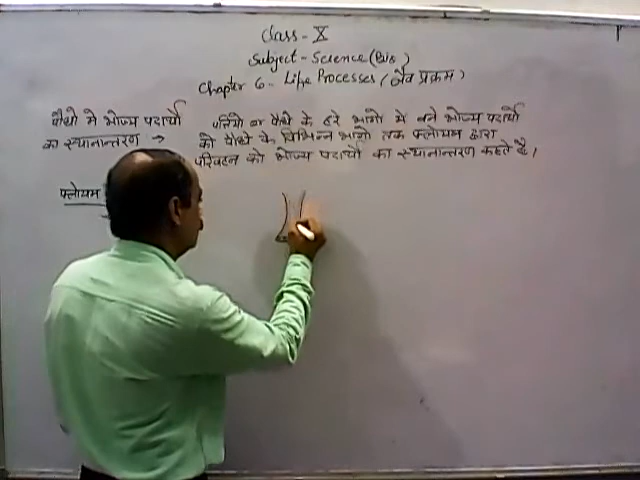 Class - X
Subject - Science (Bio)
Chapter 6 - Life Processes (जैव प्रक्रम)
पौधो मे भोज्य पदार्थो
का स्थानान्तरण →
पत्तियो या पौधे के हरे भागो मे बने भोज्य पदार्थो
को पौधे के विभिन्न भागो तक फ्लोयम द्वारा
परिवहन को भोज्य पदार्थो का स्थानान्तरण कहते है।
फ्लोयम